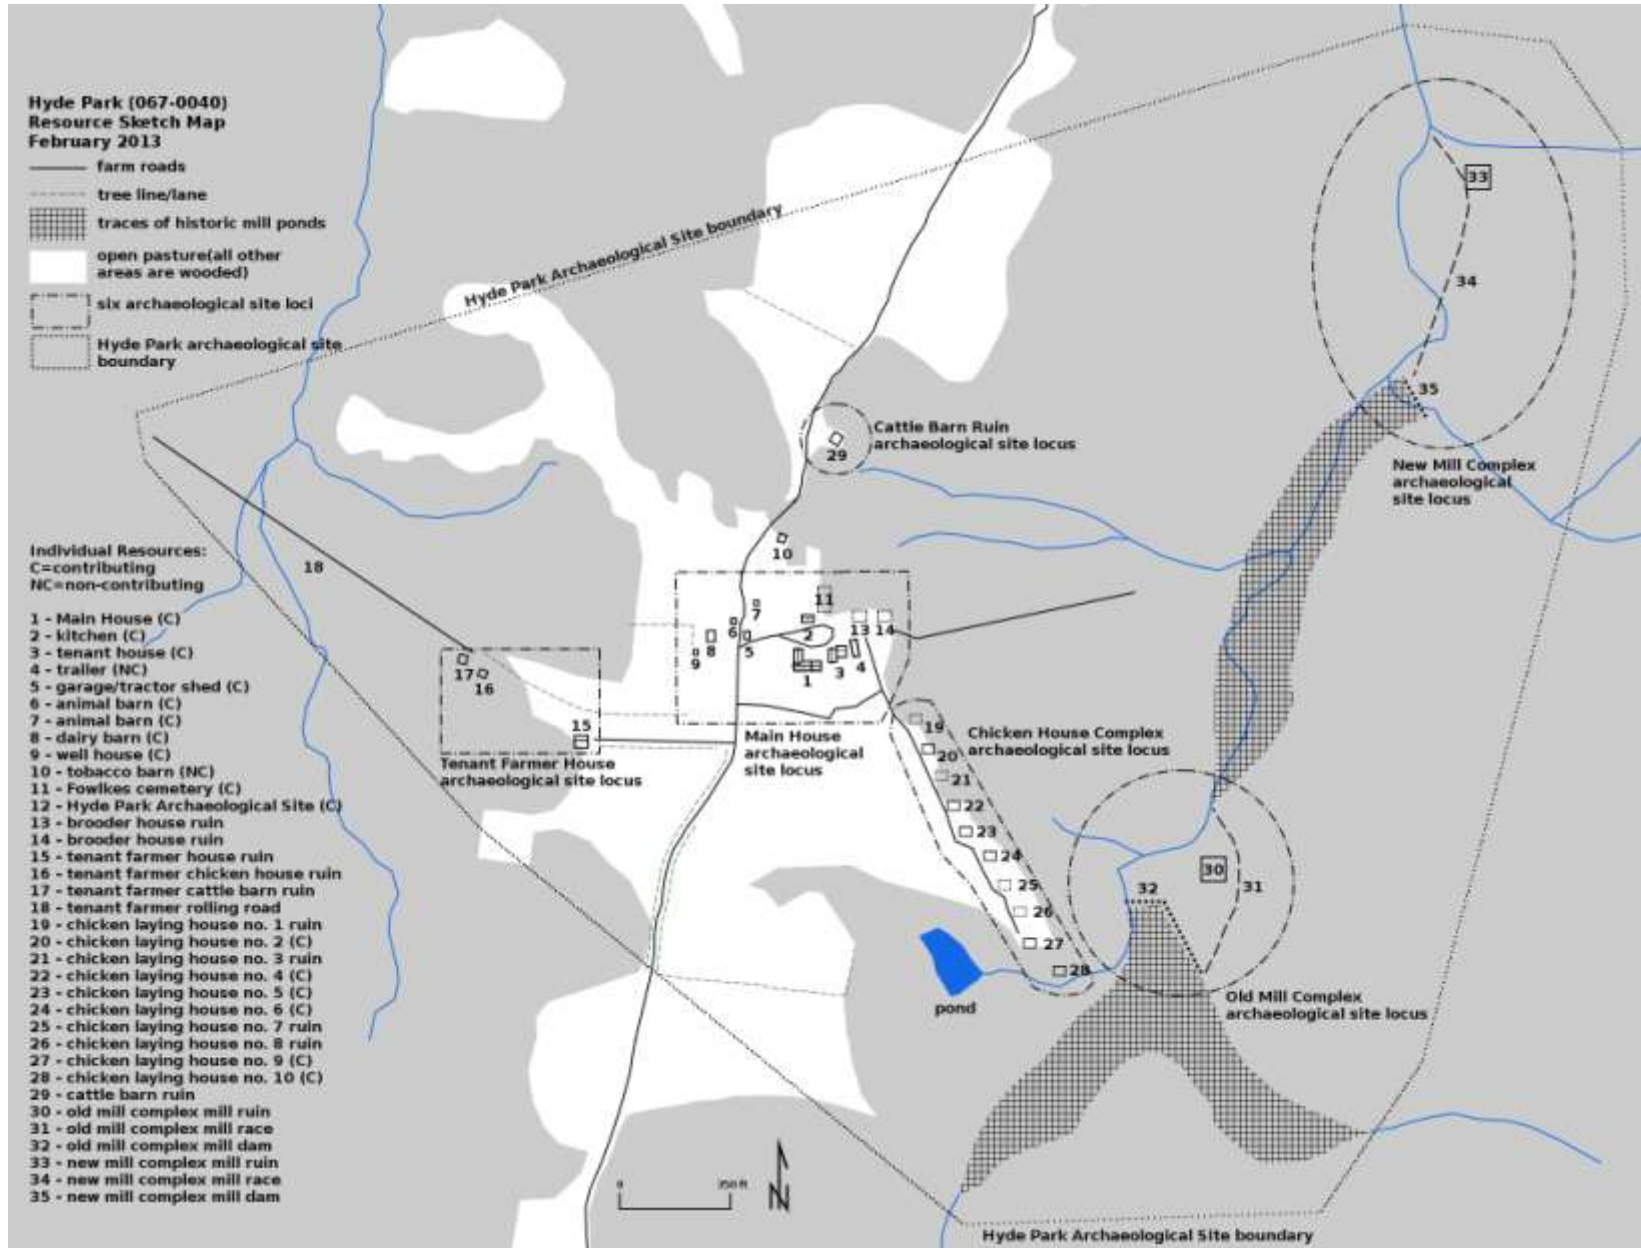 Hyde Park (067-0040)
Resource Sketch Map
February 2013
farm roads
tree line/lane
traces of historic mill ponds
open pasture(all other
areas are wooded)
six archaeological site loci
Hyde Park archaeological site
boundary
Individual Resources:
C=contributing
NC=non-contributing
1 - Main House (C)
2 - kitchen (C)
3 - tenant house (C)
4 - trailer (NC)
5 - garage/tractor shed (C)
6 - animal barn (C)
7 - animal barn (C)
8 - dairy barn (C)
9 - well house (C)
10 - tobacco barn (NC)
11 - Fowlkes cemetery (C)
12 - Hyde Park Archaeological Site (C)
13 - brooder house ruin
14 - brooder house ruin
15 - tenant farmer house ruin
16 - tenant farmer chicken house ruin
17 - tenant farmer cattle barn ruin
18 - tenant farmer rolling road
19 - chicken laying house no. 1 ruin
20 - chicken laying house no. 2 (C)
21 - chicken laying house no. 3 ruin
22 - chicken laying house no. 4 (C)
23 - chicken laying house no. 5 (C)
24 - chicken laying house no. 6 (C)
25 - chicken laying house no. 7 ruin
26 - chicken laying house no. 8 ruin
27 - chicken laying house no. 9 (C)
28 - chicken laying house no. 10 (C)
29 - cattle barn ruin
30 - old mill complex mill ruin
31 - old mill complex mill race
32 - old mill complex mill dam
33 - new mill complex mill ruin
34 - new mill complex mill race
35 - new mill complex mill dam
Hyde Park Archaeological Site boundary
33
34
35
New Mill Complex
archaeological
site locus
Cattle Barn Ruin
archaeological site locus
29
10
18
11
7
6
5
8
9
2
13
14
1
3
4
17
16
15
Tenant Farmer House
archaeological site locus
Main House
archaeological
site locus
Chicken House Complex
archaeological site locus
19
20
21
22
23
24
25
26
27
28
30
31
32
Old Mill Complex
archaeological site locus
pond
0
350 ft
N
Hyde Park Archaeological Site boundary